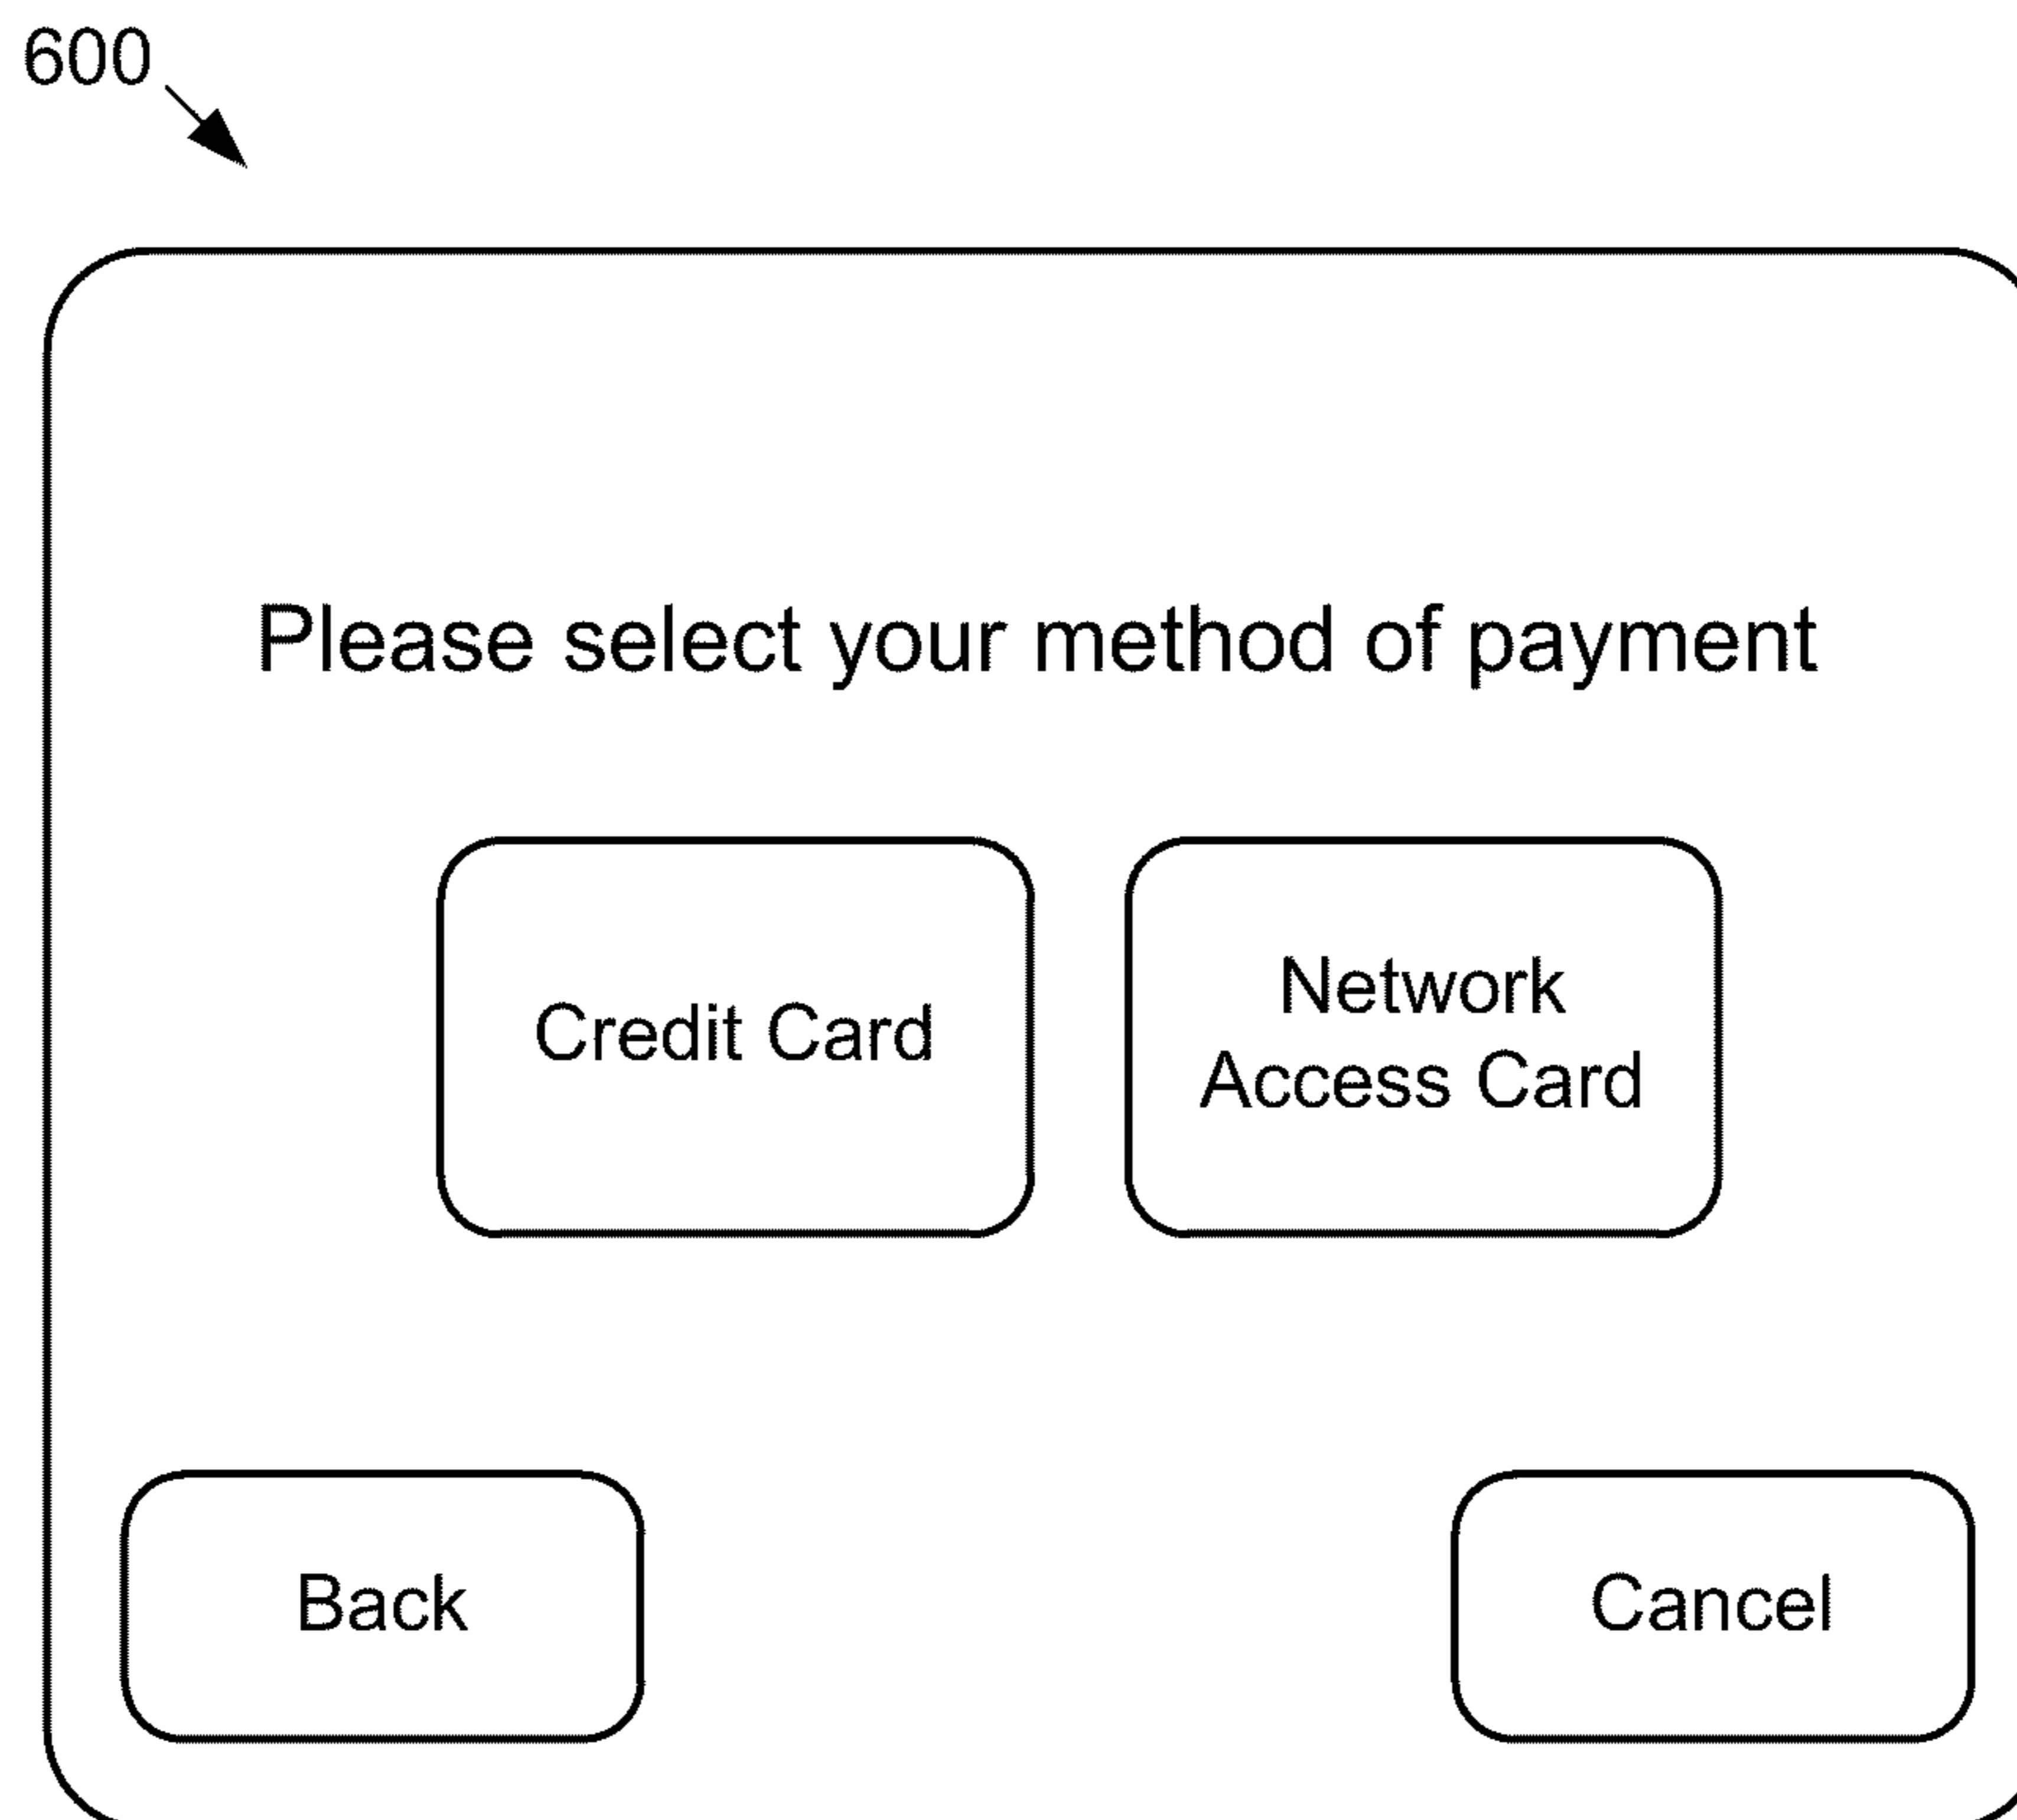 600
Please select your method of payment
Credit Card
Network
Access Card
Back
Cancel